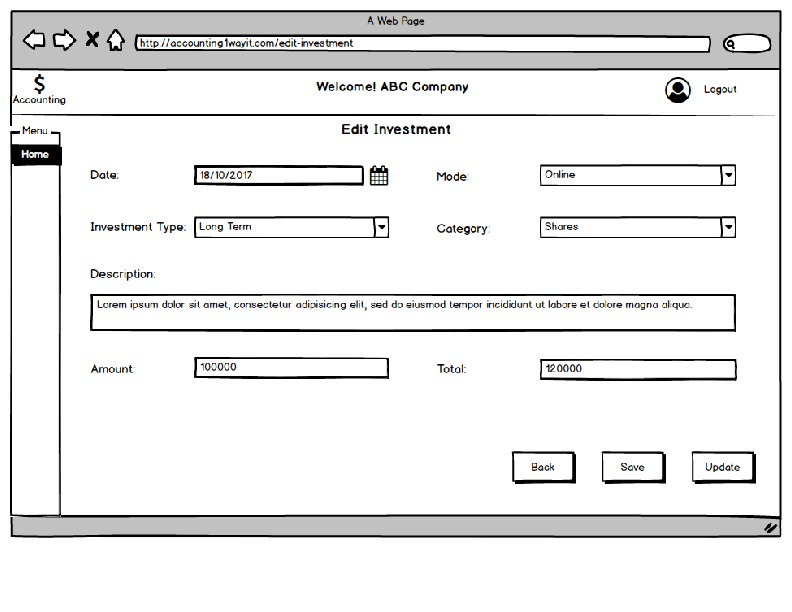 A Web Page
http://accounting1wayit.com/edit-investment
$
Accounting
Welcome! ABC Company
Logout
Menu
Home
Edit Investment
Date: 18/10/2017
Mode: Online
Investment Type: Long Term
Category: Shares
Description:
Lorem ipsum dolor sit amet, consectetur adipisicing elit, sed do eiusmod tempor incididunt ut labore et dolore magna aliqua.
Amount: 100000
Total: 120000
Back
Save
Update